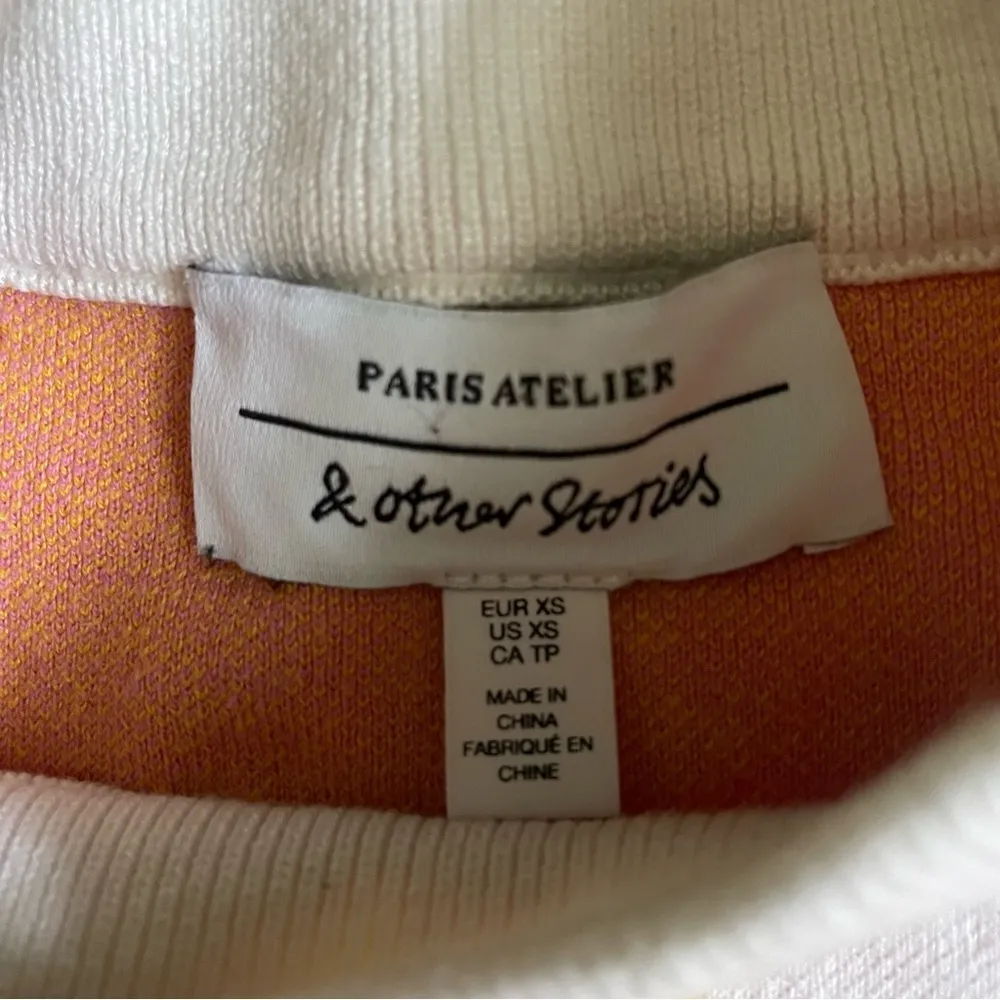 PARIS ATELIER
& other Stories
EUR XS
US XS
CA TP
MADE IN
CHINA
FABRIQUÉ EN
CHINE